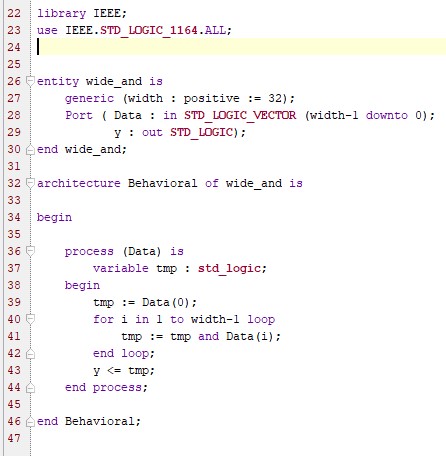 22 library IEEE;
23 use IEEE.STD_LOGIC_1164.ALL;
24
25
26 entity wide_and is
27     generic (width : positive := 32);
28     Port ( Data : in STD_LOGIC_VECTOR (width-1 downto 0);
29            y : out STD_LOGIC);
30 end wide_and;
31
32 architecture Behavioral of wide_and is
33
34 begin
35
36     process (Data) is
37         variable tmp : std_logic;
38     begin
39         tmp := Data(0);
40         for i in 1 to width-1 loop
41             tmp := tmp and Data(i);
42         end loop;
43         y <= tmp;
44     end process;
45
46 end Behavioral;
47